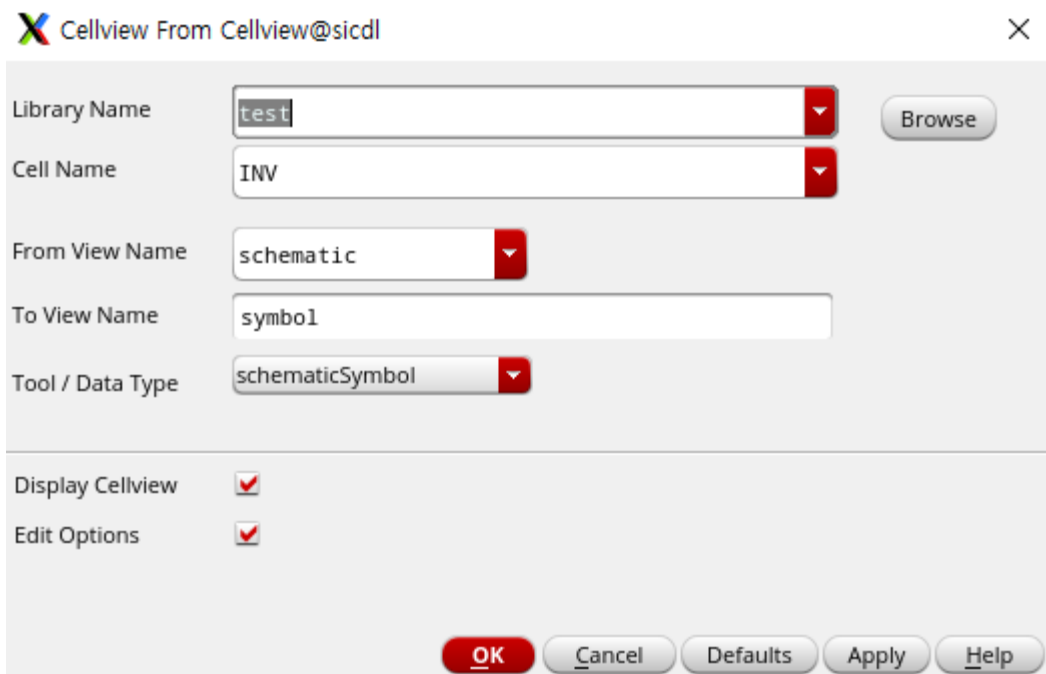 Cellview From Cellview@sicdl
Library Name test Browse
Cell Name INV
From View Name schematic
To View Name symbol
Tool / Data Type schematicSymbol
Display Cellview
Edit Options
OK Cancel Defaults Apply Help